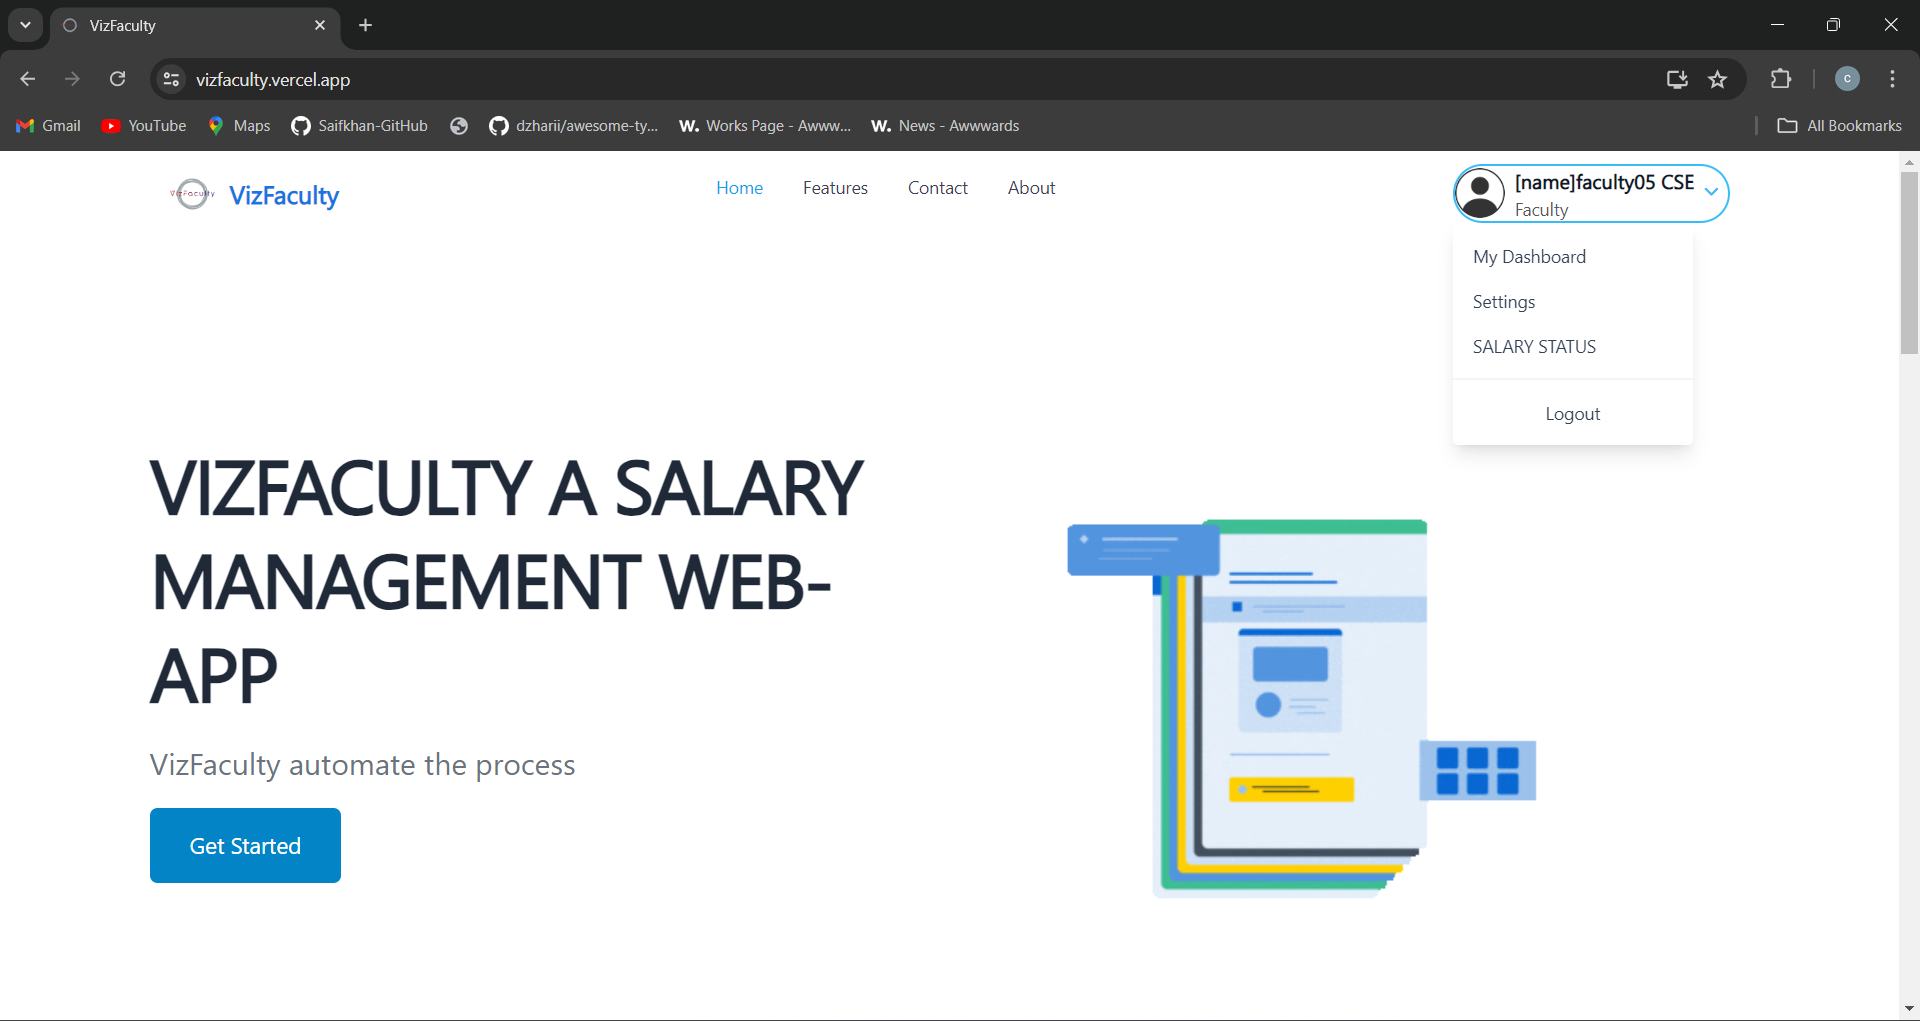 VizFaculty
vizfaculty.vercel.app
Gmail
YouTube
Maps
Saifkhan-GitHub
dzharii/awesome-ty...
W. Works Page - Awww...
W. News - Awwwards
All Bookmarks
VizFaculty
VizFaculty
Home
Features
Contact
About
[name]faculty05 CSE
Faculty
My Dashboard
Settings
SALARY STATUS
Logout
VIZFACULTY A SALARY
MANAGEMENT WEB-
APP
VizFaculty automate the process
Get Started
C